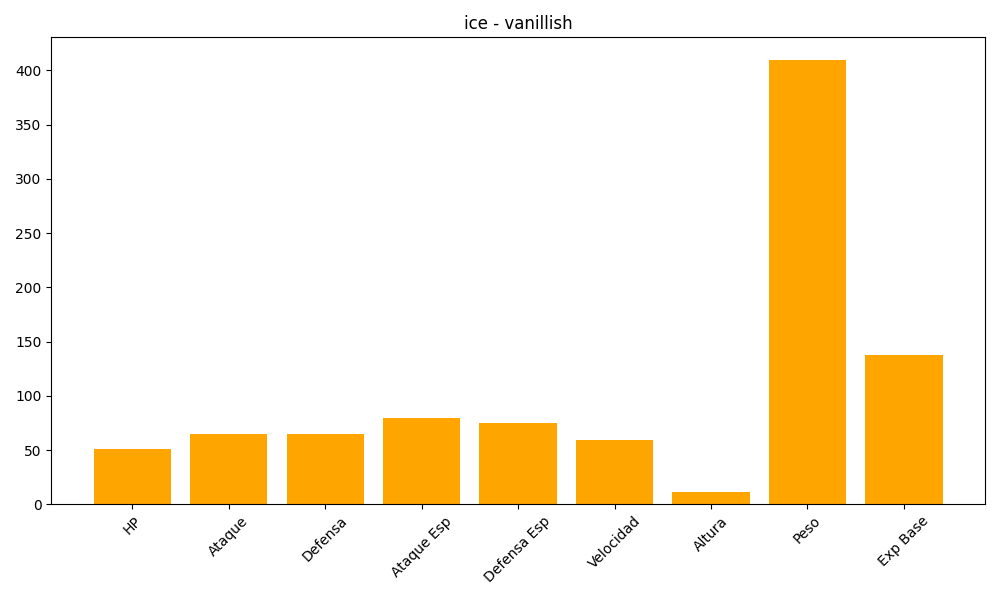 ice - vanillish
400
350
300
250
200
150
100
50
0
HP
Ataque
Defensa
Ataque Esp
Defensa Esp
Velocidad
Altura
Peso
Exp Base